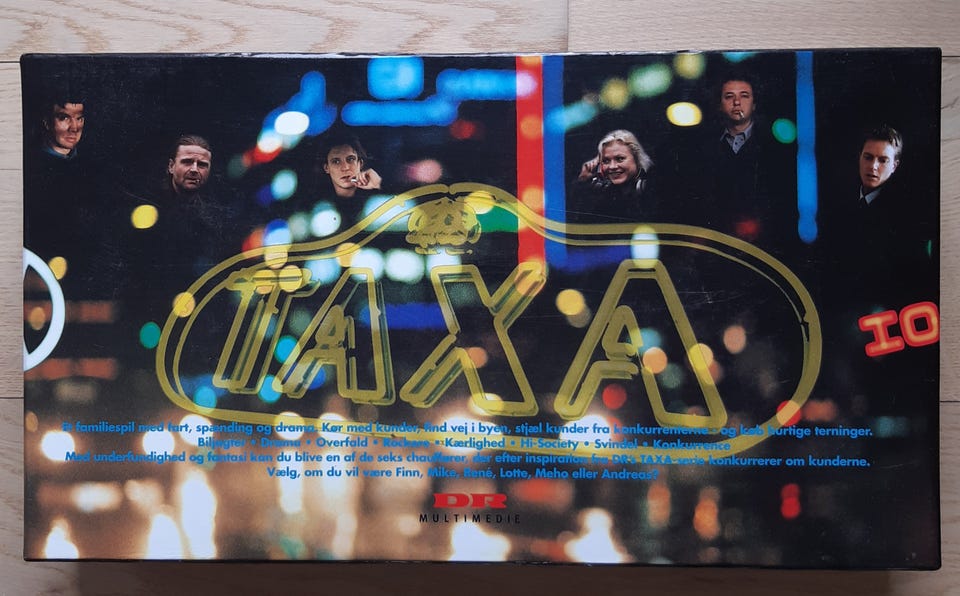 TAXA
IO
Et familiespil med fart, spænding og drama. Kør med kunder, find vej i byen, stjæl kunder fra konkurrenterne - og køb hurtige terninger.
Biljagter • Drama • Overfald • Rockere • Kærlighed • Hi-Society • Svindel • Konkurrence
Med underfundighed og fantasi kan du blive en af de seks chauffører, der efter inspiration fra DR's TAXA-serie konkurrerer om kunderne.
Vælg, om du vil være Finn, Mike, René, Lotte, Meho eller Andreas?
DR
MULTIMEDIE